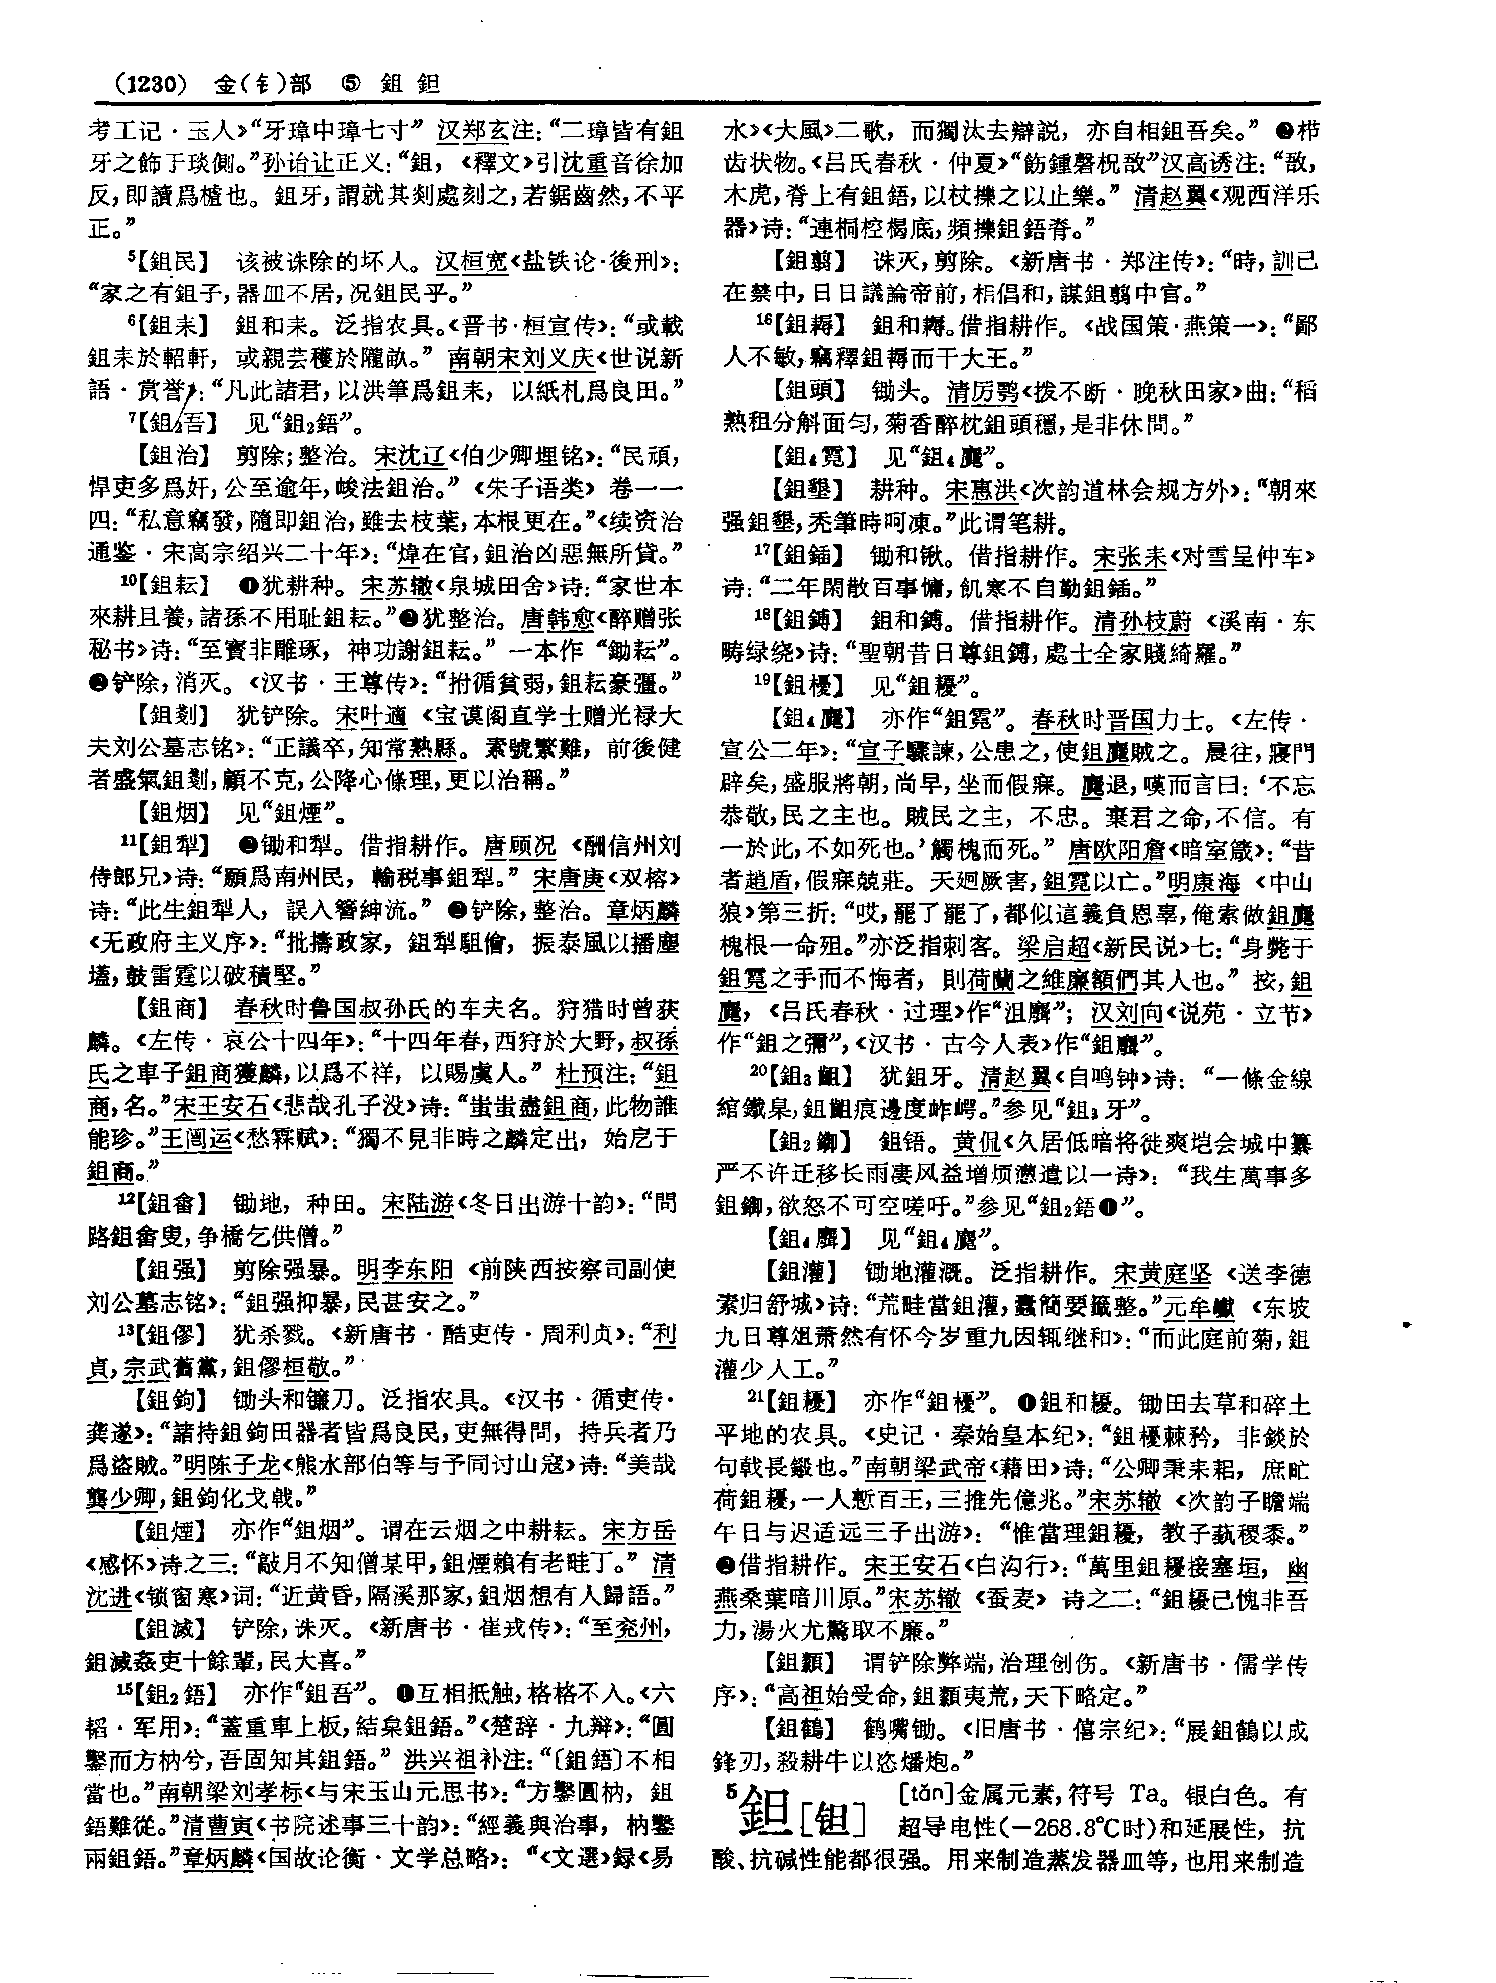 (1230) 金(钅)部 ⑤ 鉏 鉭
考工记·玉人》“牙璋中璋七寸” 汉郑玄注：“二璋皆有鉏
牙之飾于琰側。”孙诒让正义：“鉏，《釋文》引沈重音徐加
反，即讀爲樝也。鉏牙，謂就其剡處刻之，若鋸齒然，不平
正。”
5【鉏民】 该被诛除的坏人。汉桓宽《盐铁论·後刑》：
“家之有鉏子，器皿不居，况鉏民乎。”
6【鉏耒】 鉏和耒。泛指农具。《晋书·桓宣传》：“或載
鉏耒於軺軒，或親芸穫於隴畝。” 南朝宋刘义庆《世说新
語·赏誉》：“凡此諸君，以洪筆爲鉏耒，以紙札爲良田。”
7【鉏2吾】 见“鉏2鋙”。
【鉏治】 剪除；整治。宋沈辽《伯少卿埋铭》：“民頑，
悍吏多爲奸，公至逾年，峻法鉏治。”《朱子语类》卷一一
四：“私意竊發，隨即鉏治，雖去枝葉，本根更在。”《续资治
通鉴·宋高宗绍兴二十年》：“煒在官，鉏治凶惡無所貸。”
10【鉏耘】 ❶犹耕种。宋苏辙《泉城田舍》诗：“家世本
來耕且養，諸孫不用耻鉏耘。”❷犹整治。唐韩愈《醉赠张
秘书》诗：“至寶非雕琢，神功謝鉏耘。” 一本作“鋤耘”。
❷铲除，消灭。《汉书·王尊传》：“拊循貧弱，鉏耘豪彊。”
【鉏剗】 犹铲除。宋叶適《宝谟阁直学士赠光禄大
夫刘公墓志铭》：“正議卒，知常熟縣。素號繁難，前後健
者盛氣鉏剗，顧不克，公降心條理，更以治稱。”
【鉏烟】 见“鉏煙”。
11【鉏犁】 ❷锄和犁。借指耕作。唐顾况《酬信州刘
侍郎兄》诗：“願爲南州民，輸税事鉏犁。” 宋唐庚《双榕》
诗：“此生鉏犁人，誤入簪紳流。” ❷铲除，整治。章炳麟
《无政府主义序》：“批擣政家，鉏犁駔儈，振泰風以播塵
壒，鼓雷霆以破積堅。”
【鉏商】 春秋时鲁国叔孙氏的车夫名。狩猎时曾获
麟。《左传·哀公十四年》：“十四年春，西狩於大野，叔孫
氏之車子鉏商獲麟，以爲不祥，以賜虞人。” 杜预注：“鉏
商，名。”宋王安石《悲哉孔子没》诗：“蚩蚩盡鉏商，此物誰
能珍。”王闿运《愁霖赋》：“獨不見非時之麟定出，始戹于
鉏商。”
12【鉏畬】 锄地，种田。宋陆游《冬日出游十韵》：“問
路鉏畬叟，争橋乞供僧。”
【鉏强】 剪除强暴。明李东阳《前陕西按察司副使
刘公墓志铭》：“鉏强抑暴，民甚安之。”
13【鉏僇】 犹杀戮。《新唐书·酷吏传·周利贞》：“利
貞，宗武舊黨，鉏僇桓敬。”
【鉏鉤】 锄头和镰刀。泛指农具。《汉书·循吏传·
龚遂》：“諸持鉏鉤田器者皆爲良民，吏無得問，持兵者乃
爲盜賊。”明陈子龙《熊水部伯等与予同讨山寇》诗：“美哉
龔少卿，鉏鉤化戈戟。”
【鉏煙】 亦作“鉏烟”。谓在云烟之中耕耘。宋方岳
《感怀》诗之三：“敲月不知僧某甲，鉏煙賴有老畦丁。” 清
沈进《锁窗寒》词：“近黄昏，隔溪那家，鉏烟想有人歸語。”
【鉏滅】 铲除，诛灭。《新唐书·崔戎传》：“至兖州，
鉏滅姦吏十餘輩，民大喜。”
15【鉏2鋙】 亦作“鉏吾”。❶互相抵触，格格不入。《六
韬·军用》：“蓋重車上板，結枲鉏鋙。”《楚辞·九辩》：“圓
鑿而方枘兮，吾固知其鉏鋙。” 洪兴祖补注：“〔鉏鋙〕不相
當也。”南朝梁刘孝标《与宋玉山元思书》：“方鑿圓枘，鉏
鋙難從。”清曹寅《书院述事三十韵》：“經義與治事，枘鑿
兩鉏鋙。”章炳麟《国故论衡·文学总略》：“《文選》録《易
水》《大風》二歌，而獨汰去辯説，亦自相鉏吾矣。” ❷栉
齿状物。《吕氏春秋·仲夏》“飭鍾磬柷敔”汉高诱注：“敔，
木虎，脊上有鉏鋙，以杖擽之以止樂。” 清赵翼《观西洋乐
器》诗：“連桐椌楬底，頻擽鉏鋙脊。”
【鉏翦】 诛灭，剪除。《新唐书·郑注传》：“時，訓已
在禁中，日日議論帝前，相倡和，謀鉏翦中官。”
16【鉏耨】 鉏和耨。借指耕作。《战国策·燕策一》：“鄙
人不敏，竊釋鉏耨而干大王。”
【鉏頭】 锄头。清厉鹗《拨不断·晚秋田家》曲：“稻
熟租分斛面匀，菊香醉枕鉏頭穩，是非休問。”
【鉏4霓】 见“鉏4麑”。
【鉏墾】 耕种。宋惠洪《次韵道林会规方外》：“朝來
强鉏墾，禿筆時呵凍。”此谓笔耕。
17【鉏鍤】 锄和锹。借指耕作。宋张耒《对雪呈仲车》
诗：“二年閑散百事慵，飢寒不自勤鉏鍤。”
18【鉏鎛】 鉏和鎛。借指耕作。清孙枝蔚《溪南·东
畴绿绕》诗：“聖朝昔日尊鉏鎛，處士全家賤綺羅。”
19【鉏櫌】 见“鉏耰”。
【鉏4麑】 亦作“鉏霓”。春秋时晋国力士。《左传·
宣公二年》：“宣子驟諫，公患之，使鉏麑賊之。晨往，寢門
辟矣，盛服將朝，尚早，坐而假寐。麑退，嘆而言曰：‘不忘
恭敬，民之主也。賊民之主，不忠。棄君之命，不信。有
一於此，不如死也。’觸槐而死。” 唐欧阳詹《暗室箴》：“昔
者趙盾，假寐兢莊。天迴厥害，鉏霓以亡。”明康海《中山
狼》第三折：“哎，罷了罷了，都似這義負恩辜，俺索做鉏麑
槐根一命殂。”亦泛指刺客。梁启超《新民说》七：“身斃于
鉏霓之手而不悔者，則荷蘭之維廉額們其人也。” 按，鉏
麑，《吕氏春秋·过理》作“沮麛”；汉刘向《说苑·立节》
作“鉏之彌”，《汉书·古今人表》作“鉏麛”。
20【鉏3齟】 犹鉏牙。清赵翼《自鸣钟》诗：“一條金線
綰鐵臬，鉏齟痕邊度岞崿。”参见“鉏3牙”。
【鉏2鋤】 鉏铻。黄侃《久居低暗将徙爽垲会城中纂
严不许迁移长雨凄风益增烦懑遣以一诗》：“我生萬事多
鉏鋤，欲怒不可空嗟吁。”参见“鉏2鋙❶”。
【鉏4麛】 见“鉏4麑”。
【鉏灌】 锄地灌溉。泛指耕作。宋黄庭坚《送李德
素归舒城》诗：“荒畦當鉏灌，蠹簡要籤整。”元牟巘《东坡
九日尊俎萧然有怀今岁重九因辄继和》：“而此庭前菊，鉏
灌少人工。”
21【鉏耰】 亦作“鉏櫌”。❶鉏和耰。锄田去草和碎土
平地的农具。《史记·秦始皇本纪》：“鉏櫌棘矜，非錟於
句戟長鎩也。”南朝梁武帝《藉田》诗：“公卿秉耒耜，庶甿
荷鉏耰，一人慙百王，三推先億兆。”宋苏辙《次韵子瞻端
午日与迟适远三子出游》：“惟當理鉏耰，教子蓺稷黍。”
❷借指耕作。宋王安石《白沟行》：“萬里鉏耰接塞垣，幽
燕桑葉暗川原。”宋苏辙《蚕麦》诗之二：“鉏耰已愧非吾
力，湯火尤驚取不廉。”
【鉏纇】 谓铲除弊端，治理创伤。《新唐书·儒学传
序》：“高祖始受命，鉏纇夷荒，天下略定。”
【鉏鶴】 鹤嘴锄。《旧唐书·僖宗纪》：“展鉏鶴以成
鋒刃，殺耕牛以恣燔炮。”
5鉭[钽] [tǎn]金属元素，符号 Ta。银白色。有
超导电性(—268.8℃时)和延展性，抗
酸、抗碱性能都很强。用来制造蒸发器皿等，也用来制造